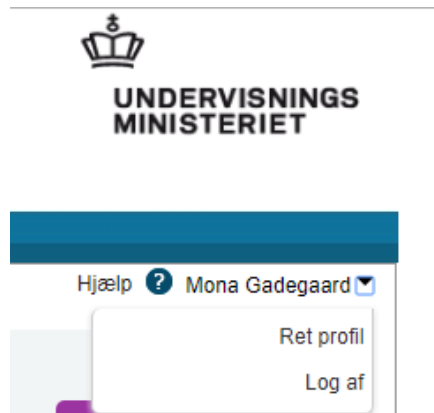 UNDERVISNINGS
MINISTERIET
Hjælp ? Mona Gadegaard
Ret profil
Log af